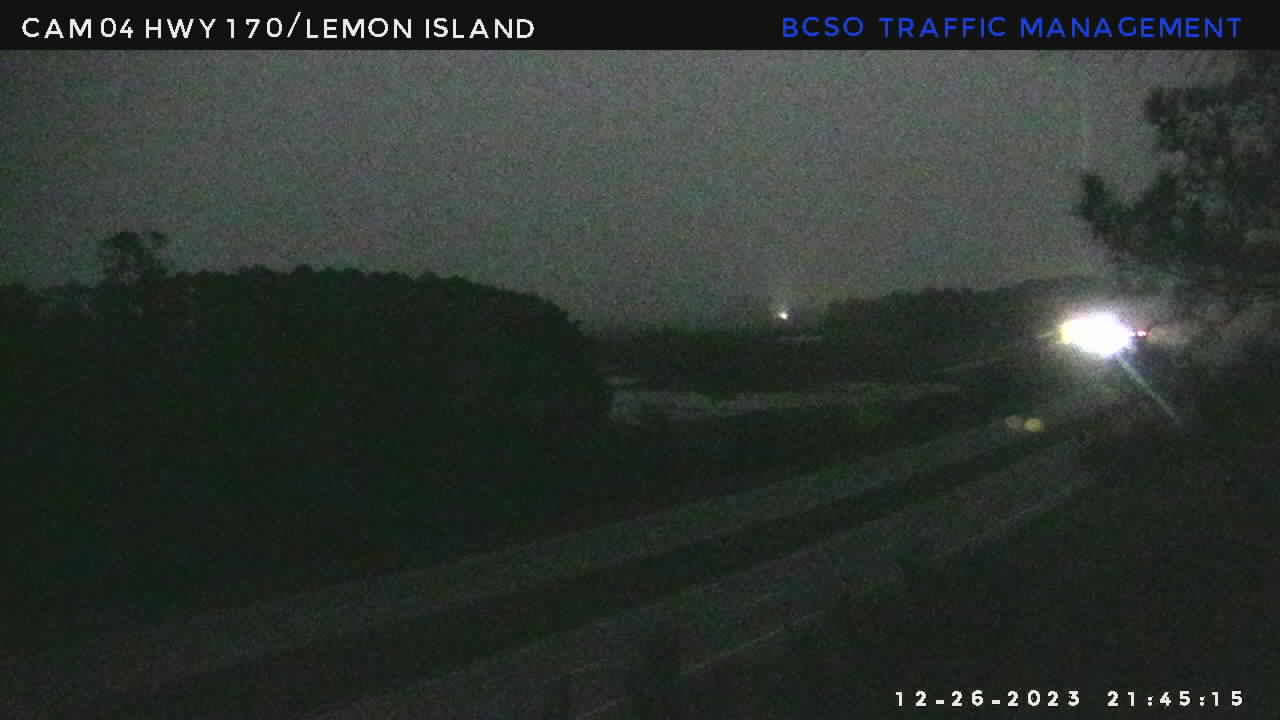 CAM04 HWY 170/LEMON ISLAND
BCSO TRAFFIC MANAGEMENT
12-26-2023 21:45:15